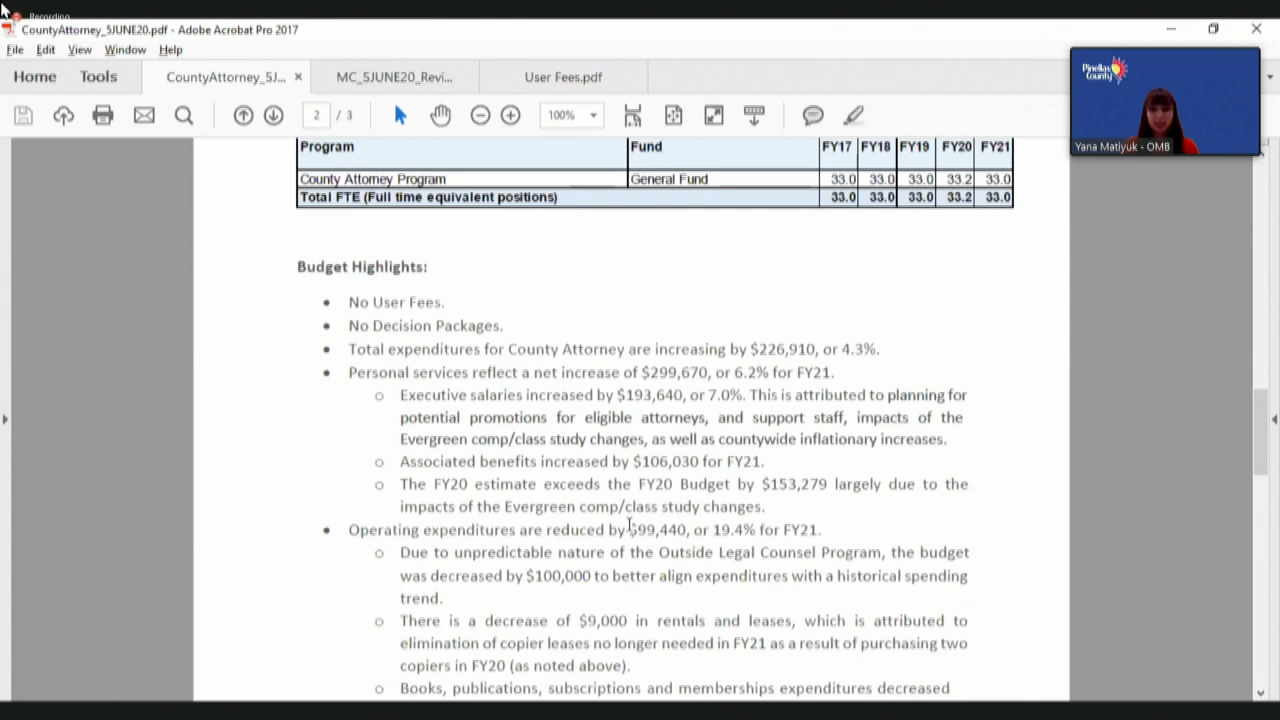 Recording
CountyAttorney_5JUNE20.pdf - Adobe Acrobat Pro 2017
File Edit View Window Help
Home Tools CountyAttorney_5J... × MC_5JUNE20_Revi... User Fees.pdf
2 / 3 100%
Pinellas County
Yana Matiyuk - OMB
Program Fund FY17 FY18 FY19 FY20 FY21
County Attorney Program General Fund 33.0 33.0 33.0 33.2 33.0
Total FTE (Full time equivalent positions) 33.0 33.0 33.0 33.2 33.0
Budget Highlights:
• No User Fees.
• No Decision Packages.
• Total expenditures for County Attorney are increasing by $226,910, or 4.3%.
• Personal services reflect a net increase of $299,670, or 6.2% for FY21.
o Executive salaries increased by $193,640, or 7.0%. This is attributed to planning for
potential promotions for eligible attorneys, and support staff, impacts of the
Evergreen comp/class study changes, as well as countywide inflationary increases.
o Associated benefits increased by $106,030 for FY21.
o The FY20 estimate exceeds the FY20 Budget by $153,279 largely due to the
impacts of the Evergreen comp/class study changes.
• Operating expenditures are reduced by $99,440, or 19.4% for FY21.
o Due to unpredictable nature of the Outside Legal Counsel Program, the budget
was decreased by $100,000 to better align expenditures with a historical spending
trend.
o There is a decrease of $9,000 in rentals and leases, which is attributed to
elimination of copier leases no longer needed in FY21 as a result of purchasing two
copiers in FY20 (as noted above).
o Books, publications, subscriptions and memberships expenditures decreased